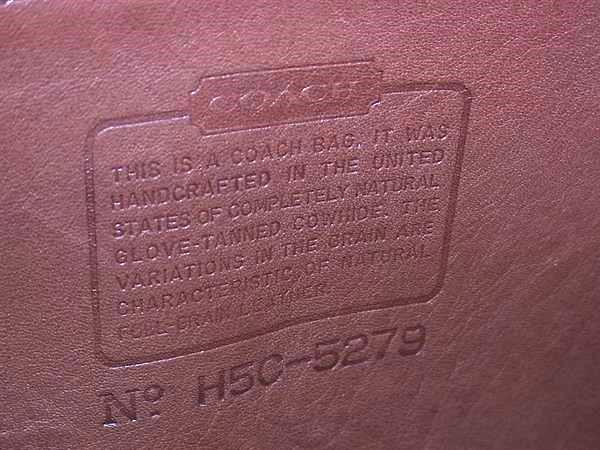 COACH
THIS IS A COACH BAG. IT WAS
HANDCRAFTED IN THE UNITED
STATES OF COMPLETELY NATURAL
GLOVE-TANNED COWHIDE. THE
VARIATIONS IN THE GRAIN ARE
CHARACTERISTIC OF NATURAL
FULL-GRAIN LEATHER.
Nº H5C-5279